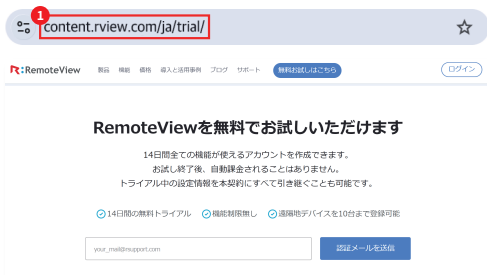 1
content.rview.com/ja/trial/
RemoteView 製品 機能 価格 導入と活用事例 ブログ サポート 無料お試しはこちら ログイン
RemoteViewを無料でお試しいただけます
14日間全ての機能が使えるアカウントを作成できます。
お試し終了後、自動課金されることはありません。
トライアル中の設定情報を本契約にすべて引き継ぐことも可能です。
14日間の無料トライアル 機能制限無し 遠隔地デバイスを10台まで登録可能
your_mail@rsupport.com 認証メールを送信